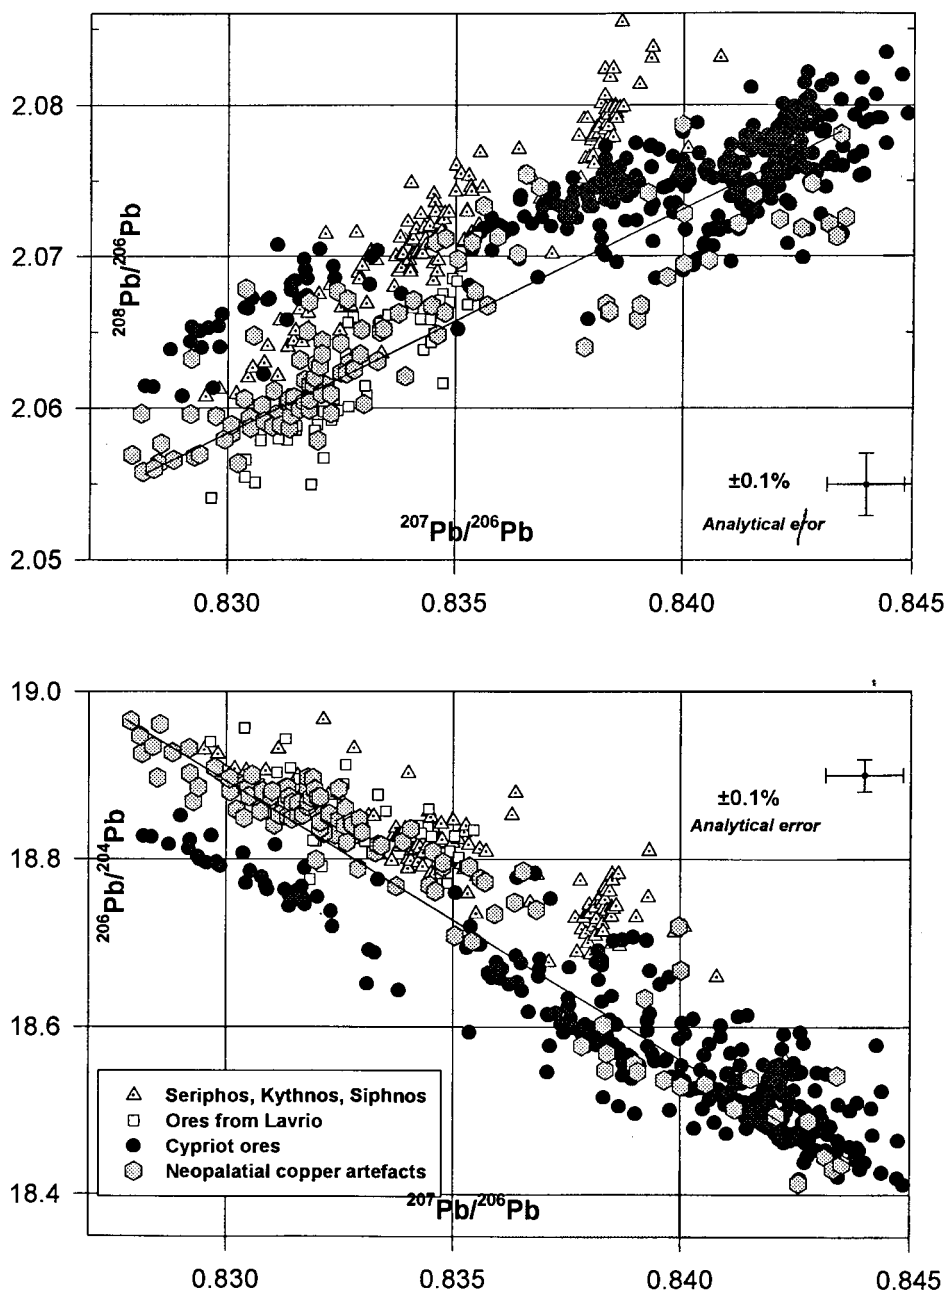 2.08
2.07
2.06
2.05
208Pb/206Pb
±0.1%
Analytical error
207Pb/206Pb
0.830 0.835 0.840 0.845
19.0
18.8
18.6
18.4
206Pb/204Pb
±0.1%
Analytical error
Seriphos, Kythnos, Siphnos
Ores from Lavrio
Cypriot ores
Neopalatial copper artefacts
207Pb/206Pb
0.830 0.835 0.840 0.845